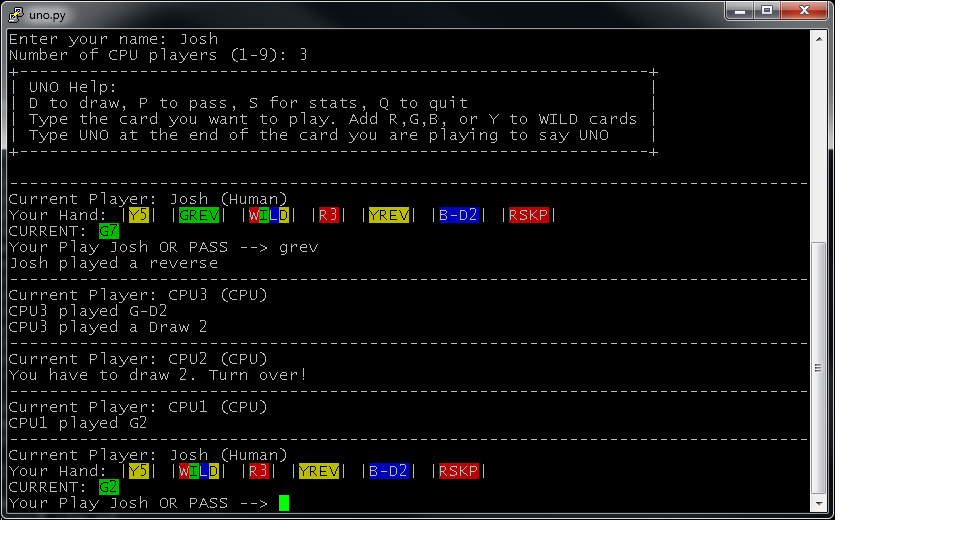 uno.py
Enter your name: Josh
Number of CPU players (1-9): 3
+---------------------------------------------------------------+
| UNO Help:                                                     |
| D to draw, P to pass, S for stats, Q to quit                  |
| Type the card you want to play. Add R,G,B, or Y to WILD cards |
| Type UNO at the end of the card you are playing to say UNO    |
+---------------------------------------------------------------+
--------------------------------------------------------------------------------
Current Player: Josh (Human)
Your Hand: |Y5|  |GREV|  |WILD|  |R3|  |YREV|  |B-D2|  |RSKP|
CURRENT: G7
Your Play Josh OR PASS --> grev
Josh played a reverse
--------------------------------------------------------------------------------
Current Player: CPU3 (CPU)
CPU3 played G-D2
CPU3 played a Draw 2
--------------------------------------------------------------------------------
Current Player: CPU2 (CPU)
You have to draw 2. Turn over!
--------------------------------------------------------------------------------
Current Player: CPU1 (CPU)
CPU1 played G2
--------------------------------------------------------------------------------
Current Player: Josh (Human)
Your Hand: |Y5|  |WILD|  |R3|  |YREV|  |B-D2|  |RSKP|
CURRENT: G2
Your Play Josh OR PASS -->